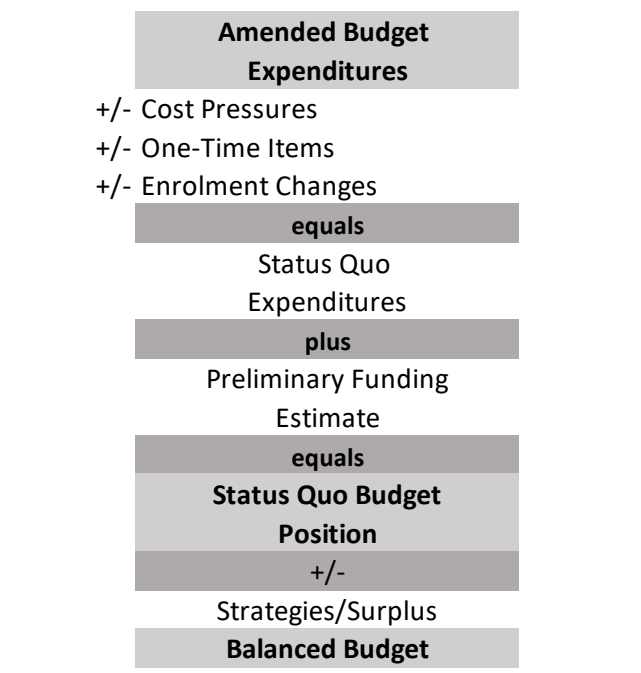 Amended Budget
Expenditures
+/- Cost Pressures
+/- One-Time Items
+/- Enrolment Changes
equals
Status Quo
Expenditures
plus
Preliminary Funding
Estimate
equals
Status Quo Budget
Position
+/-
Strategies/Surplus
Balanced Budget